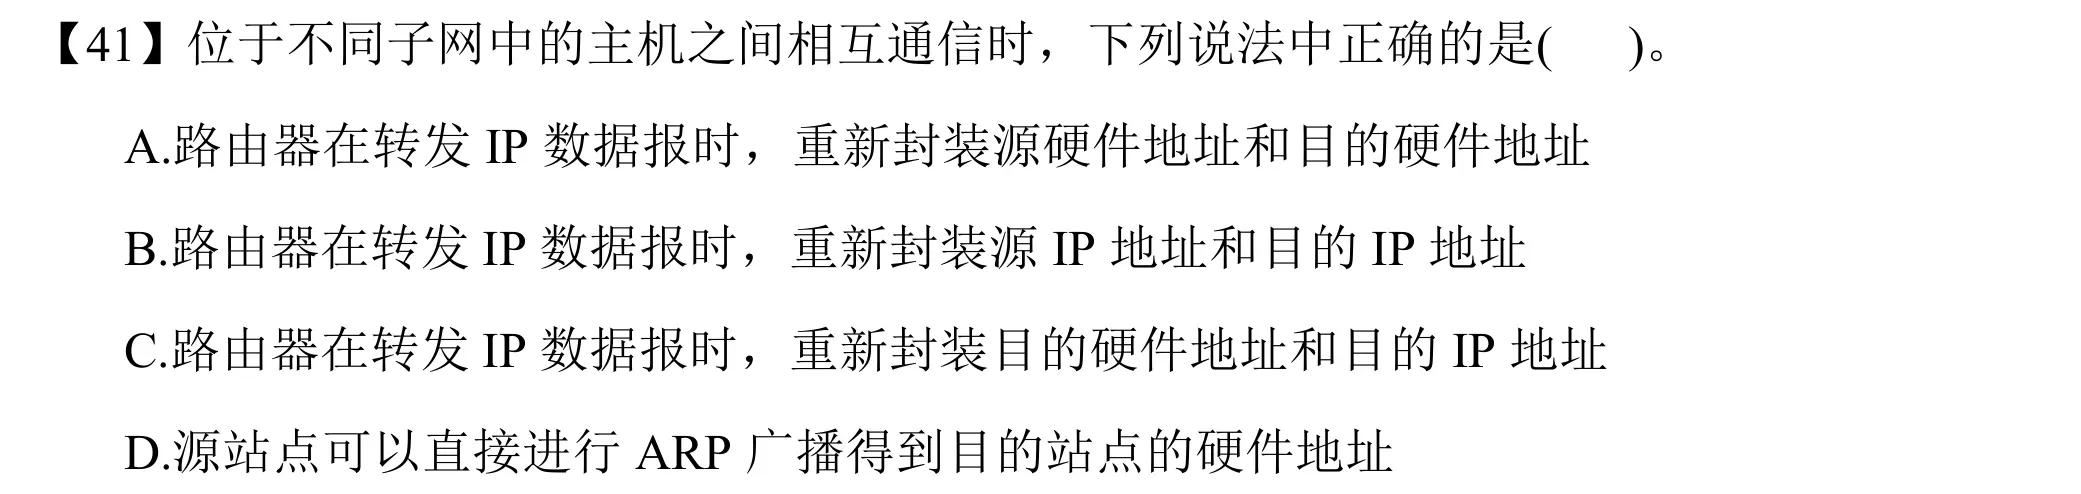 【41】位于不同子网中的主机之间相互通信时，下列说法中正确的是(    )。
A.路由器在转发 IP 数据报时，重新封装源硬件地址和目的硬件地址
B.路由器在转发 IP 数据报时，重新封装源 IP 地址和目的 IP 地址
C.路由器在转发 IP 数据报时，重新封装目的硬件地址和目的 IP 地址
D.源站点可以直接进行 ARP 广播得到目的站点的硬件地址